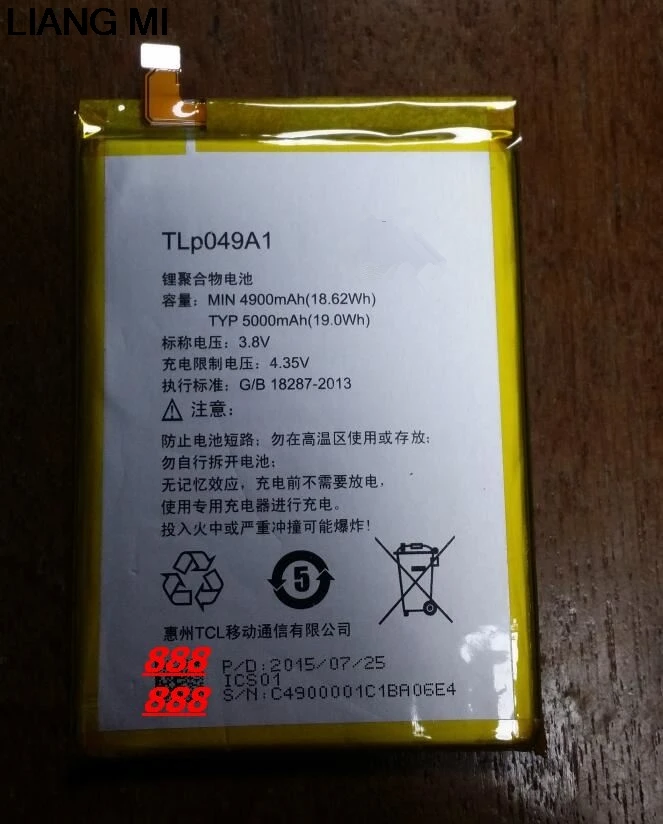 LIANG MI
TLp049A1
锂聚合物电池
容量：MIN 4900mAh(18.62Wh)
TYP 5000mAh(19.0Wh)
标称电压：3.8V
充电限制电压：4.35V
执行标准：G/B 18287-2013
注意：
防止电池短路；勿在高温区使用或存放；
勿自行拆开电池；
无记忆效应，充电前不需要放电，
使用专用充电器进行充电。
投入火中或严重冲撞可能爆炸！
5
惠州TCL移动通信有限公司
888 P/D:2015/07/25
ICS01
888 S/N:C4900001C1BA06E4